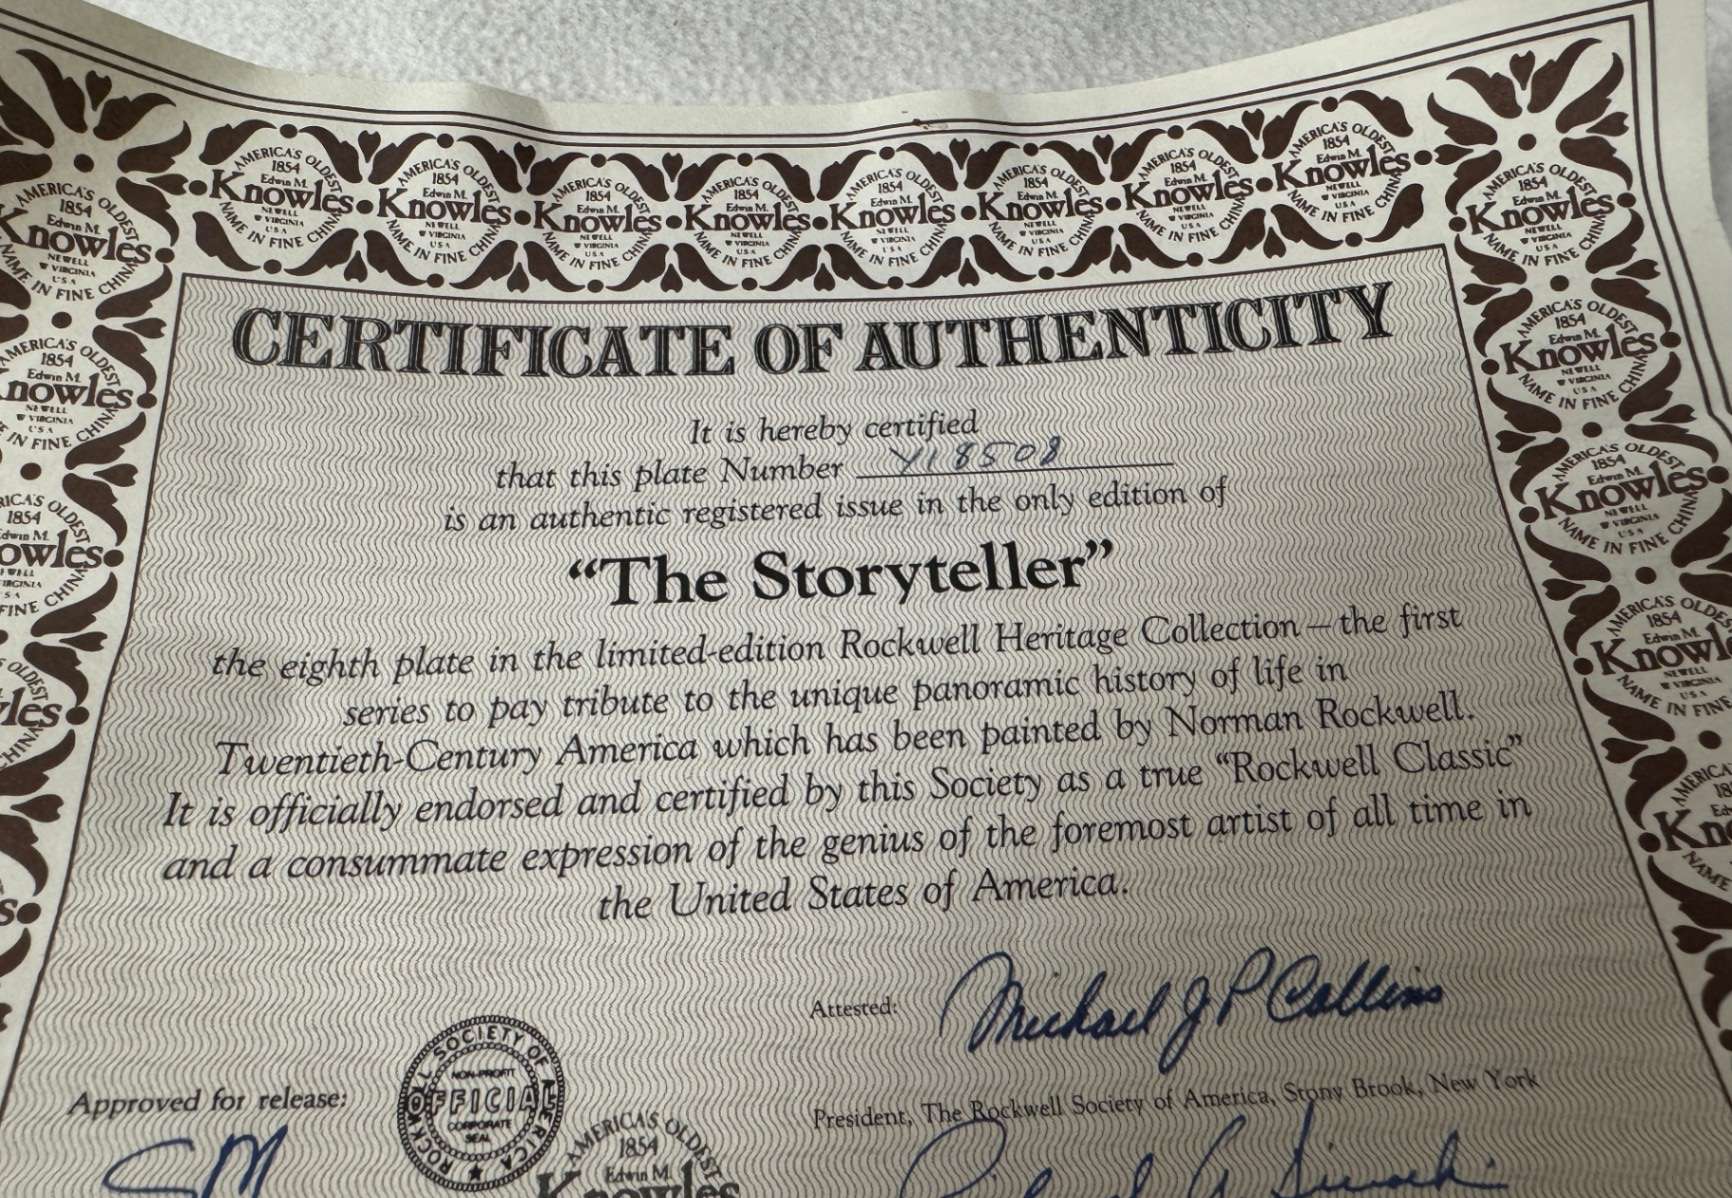 AMERICA'S OLDEST
1854
Edwin M.
Knowles
NEWELL
W VIRGINIA
USA
NAME IN FINE CHINA
CERTIFICATE OF AUTHENTICITY
It is hereby certified
that this plate Number Y18508
is an authentic registered issue in the only edition of
“The Storyteller”
the eighth plate in the limited-edition Rockwell Heritage Collection—the first
series to pay tribute to the unique panoramic history of life in
Twentieth-Century America which has been painted by Norman Rockwell.
It is officially endorsed and certified by this Society as a true “Rockwell Classic”
and a consummate expression of the genius of the foremost artist of all time in
the United States of America.
Attested: Michael J P Collins
President, The Rockwell Society of America, Stony Brook, New York
Approved for release:
ROCKWELL SOCIETY OF AMERICA
NON-PROFIT
OFFICIAL
CORPORATE
SEAL
AMERICA'S OLDEST
1854
Edwin M.
Knowles